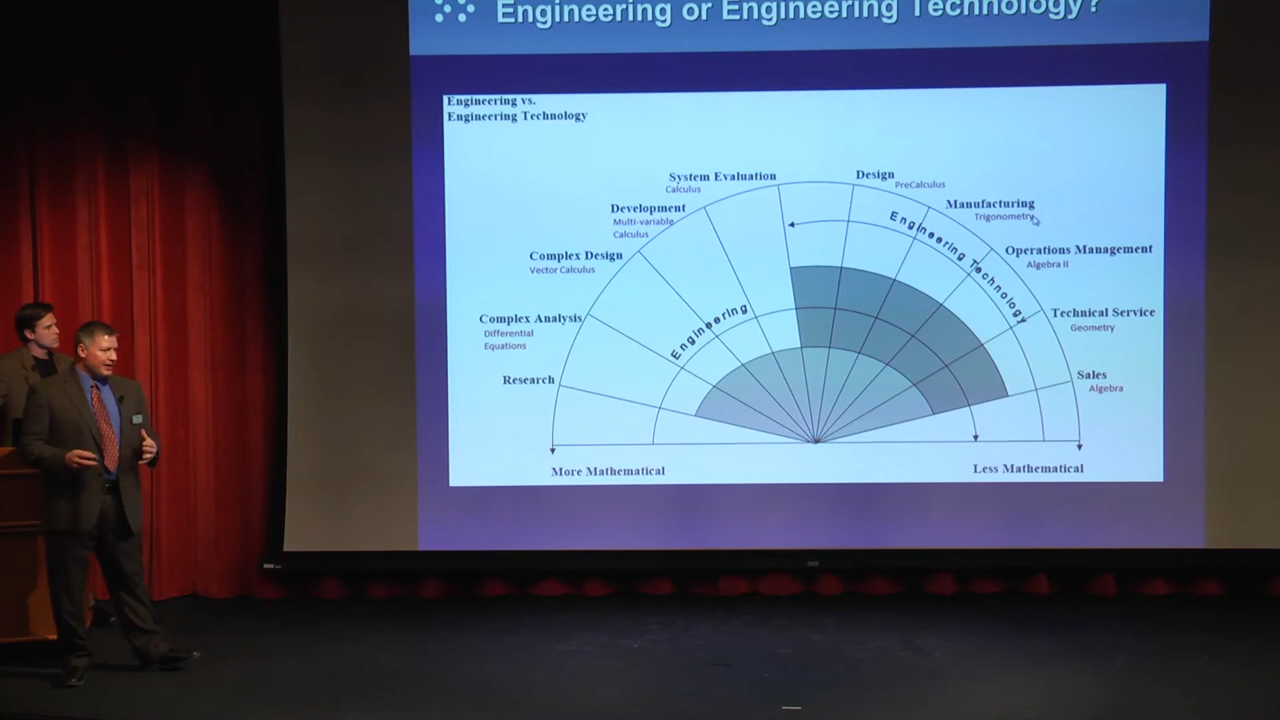 Engineering or Engineering Technology?
Engineering vs.
Engineering Technology
System Evaluation
Calculus
Design
PreCalculus
Development
Multi-variable
Calculus
Manufacturing
Trigonometry
Complex Design
Vector Calculus
Operations Management
Algebra II
Engineering
Engineering Technology
Complex Analysis
Differential
Equations
Technical Service
Geometry
Research
Sales
Algebra
More Mathematical
Less Mathematical